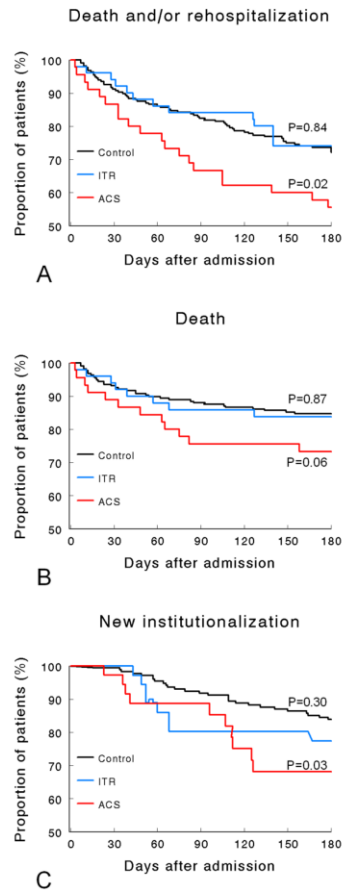 Death and/or rehospitalization
Proportion of patients (%)
100
90
80
70
60
50
P=0.84
P=0.02
Control
ITR
ACS
0 30 60 90 120 150 180
Days after admission
A
Death
Proportion of patients (%)
100
90
80
70
60
50
P=0.87
P=0.06
Control
ITR
ACS
0 30 60 90 120 150 180
Days after admission
B
New institutionalization
Proportion of patients (%)
100
90
80
70
60
50
P=0.30
P=0.03
Control
ITR
ACS
0 30 60 90 120 150 180
Days after admission
C